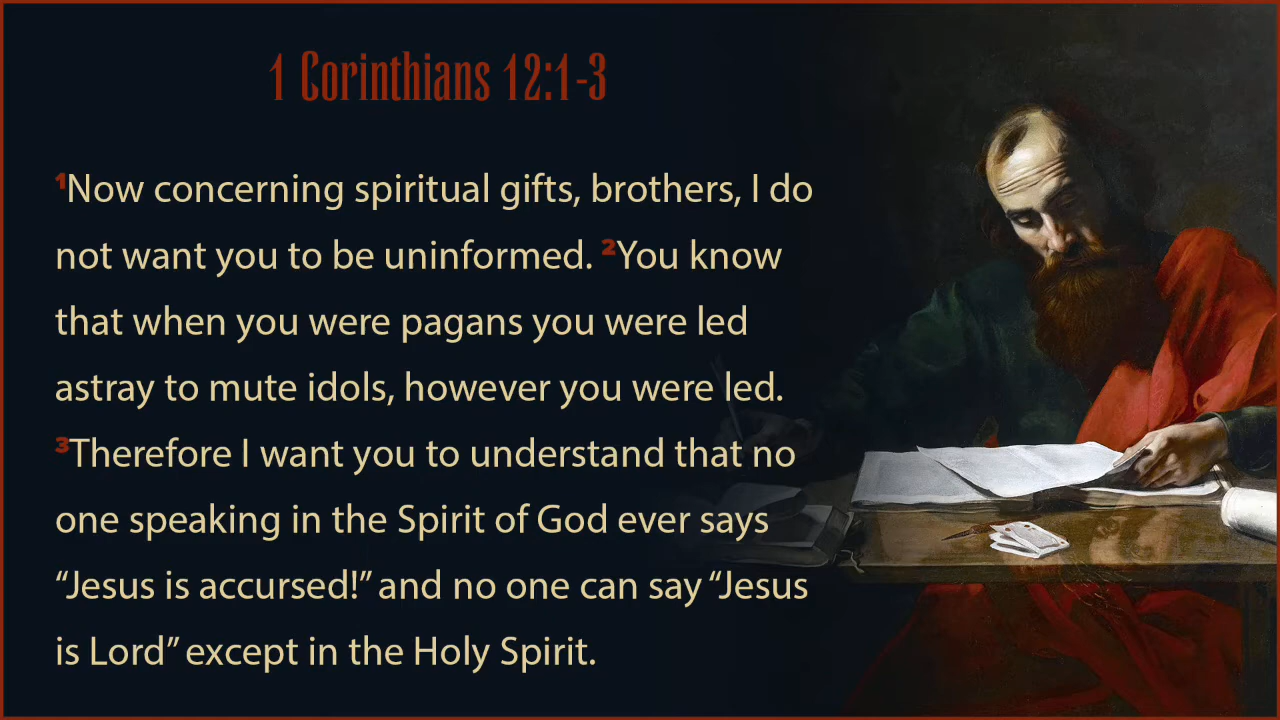 1 Corinthians 12:1-3
¹Now concerning spiritual gifts, brothers, I do
not want you to be uninformed. ²You know
that when you were pagans you were led
astray to mute idols, however you were led.
³Therefore I want you to understand that no
one speaking in the Spirit of God ever says
“Jesus is accursed!” and no one can say “Jesus
is Lord” except in the Holy Spirit.